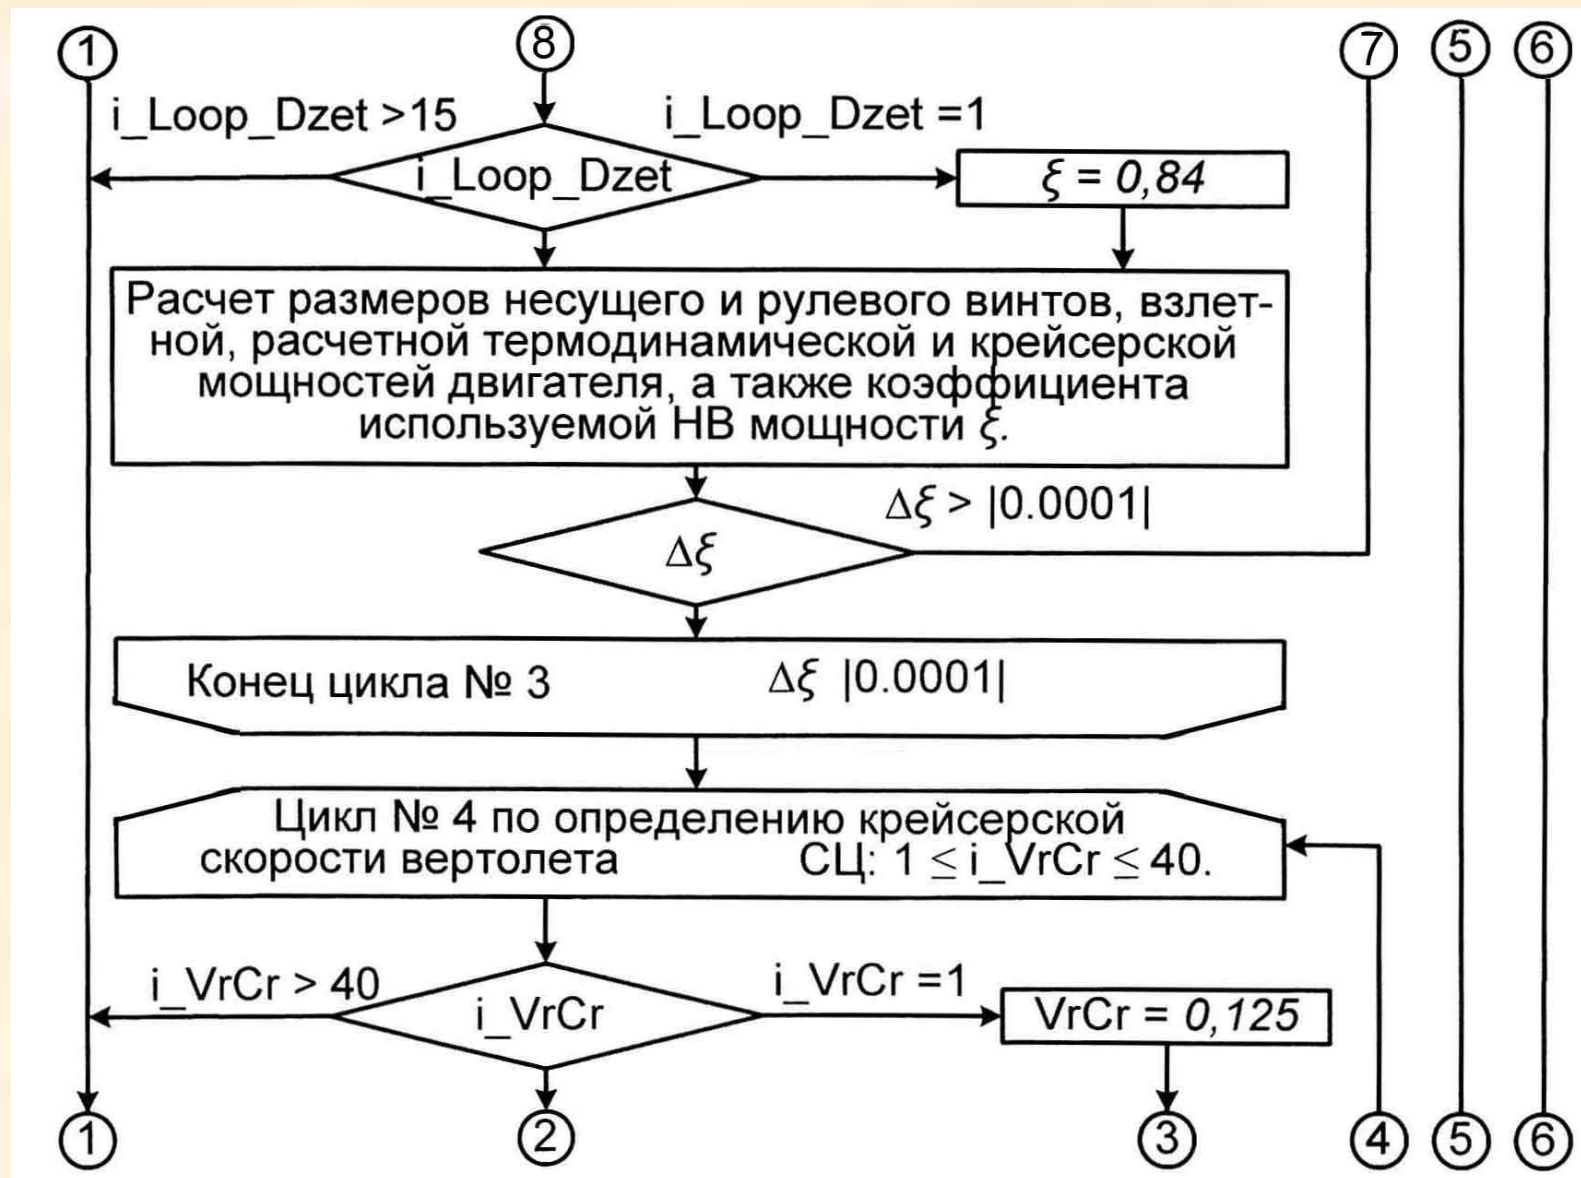 1
8
7
5
6
i_Loop_Dzet >15
i_Loop_Dzet =1
i_Loop_Dzet
ξ = 0,84
Расчет размеров несущего и рулевого винтов, взлет-
ной, расчетной термодинамической и крейсерской
мощностей двигателя, а также коэффициента
используемой НВ мощности ξ.
Δξ > |0.0001|
Δξ
Конец цикла № 3 Δξ |0.0001|
Цикл № 4 по определению крейсерской
скорости вертолета СЦ: 1 ≤ i_VrCr ≤ 40.
i_VrCr > 40
i_VrCr =1
i_VrCr
VrCr = 0,125
1
2
3
4
5
6